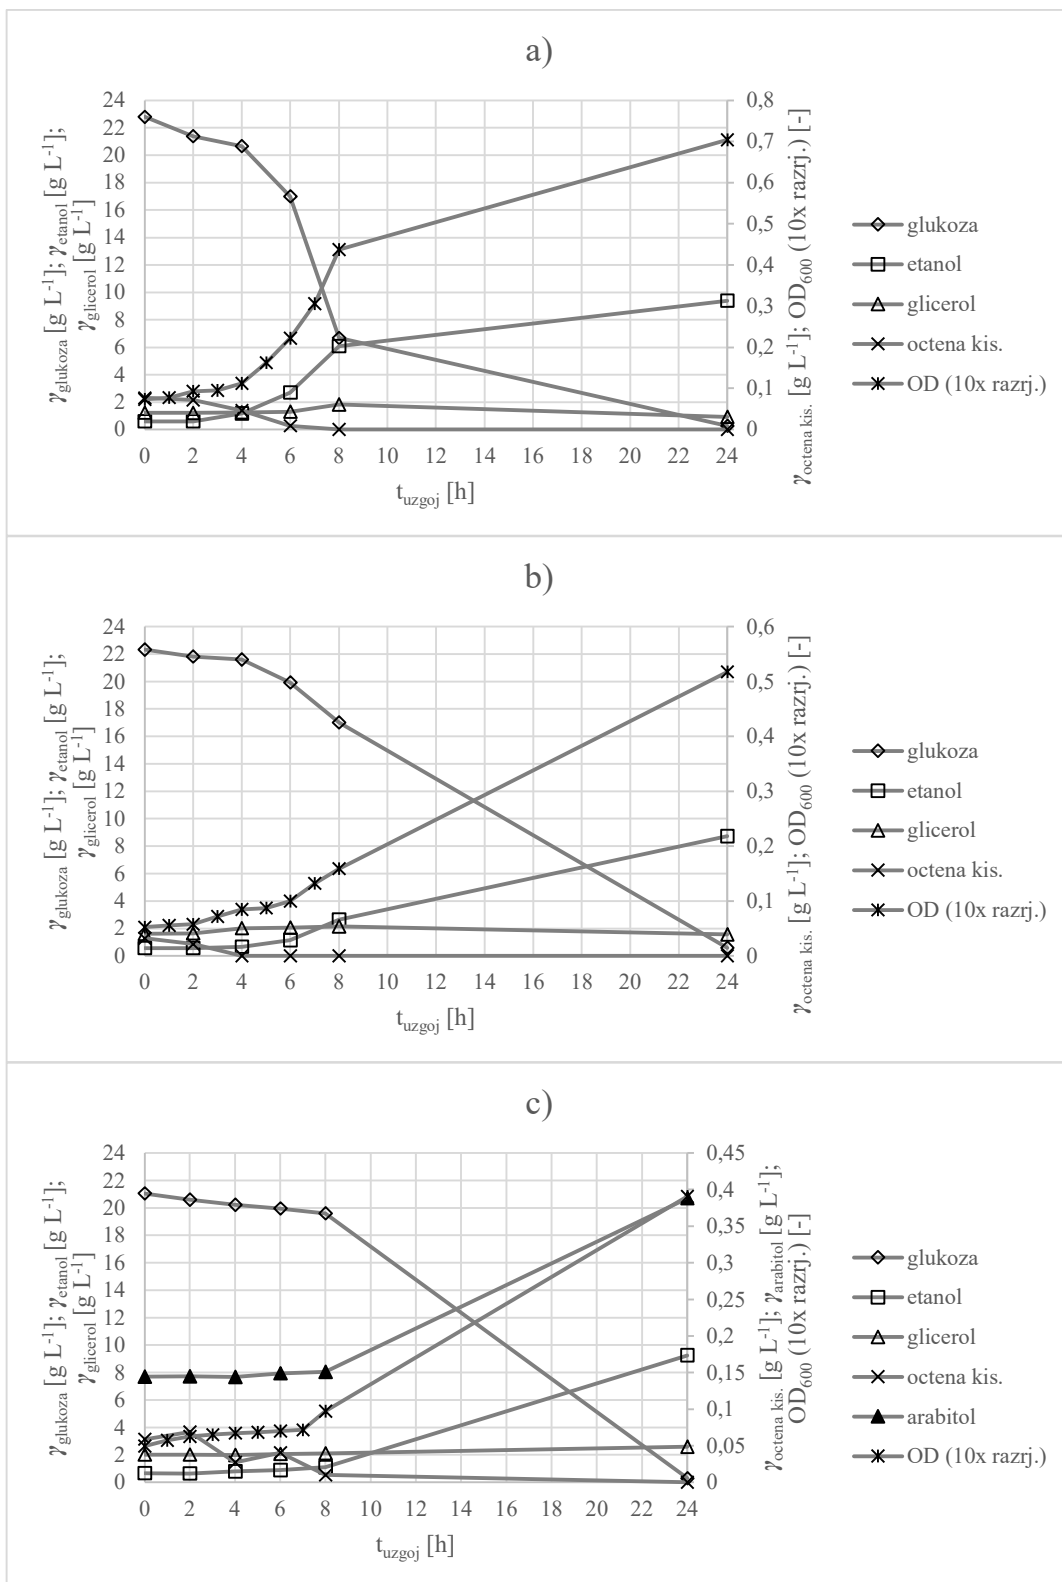 a)
γglukoza [g L-1]; γetanol [g L-1];
γglicerol [g L-1]
24
22
20
18
16
14
12
10
8
6
4
2
0
0 2 4 6 8 10 12 14 16 18 20 22 24
tuzgoj [h]
0,8
0,7
0,6
0,5
0,4
0,3
0,2
0,1
0
γoctena kis. [g L-1]; OD600 (10x razrj.) [-]
glukoza
etanol
glicerol
octena kis.
OD (10x razrj.)
b)
γglukoza [g L-1]; γetanol [g L-1];
γglicerol [g L-1]
24
22
20
18
16
14
12
10
8
6
4
2
0
0 2 4 6 8 10 12 14 16 18 20 22 24
tuzgoj [h]
0,6
0,5
0,4
0,3
0,2
0,1
0
γoctena kis. [g L-1]; OD600 (10x razrj.) [-]
glukoza
etanol
glicerol
octena kis.
OD (10x razrj.)
c)
γglukoza [g L-1]; γetanol [g L-1];
γglicerol [g L-1]
24
22
20
18
16
14
12
10
8
6
4
2
0
0 2 4 6 8 10 12 14 16 18 20 22 24
tuzgoj [h]
0,45
0,4
0,35
0,3
0,25
0,2
0,15
0,1
0,05
0
γoctena kis. [g L-1]; γarabitol [g L-1];
OD600 (10x razrj.) [-]
glukoza
etanol
glicerol
octena kis.
arabitol
OD (10x razrj.)